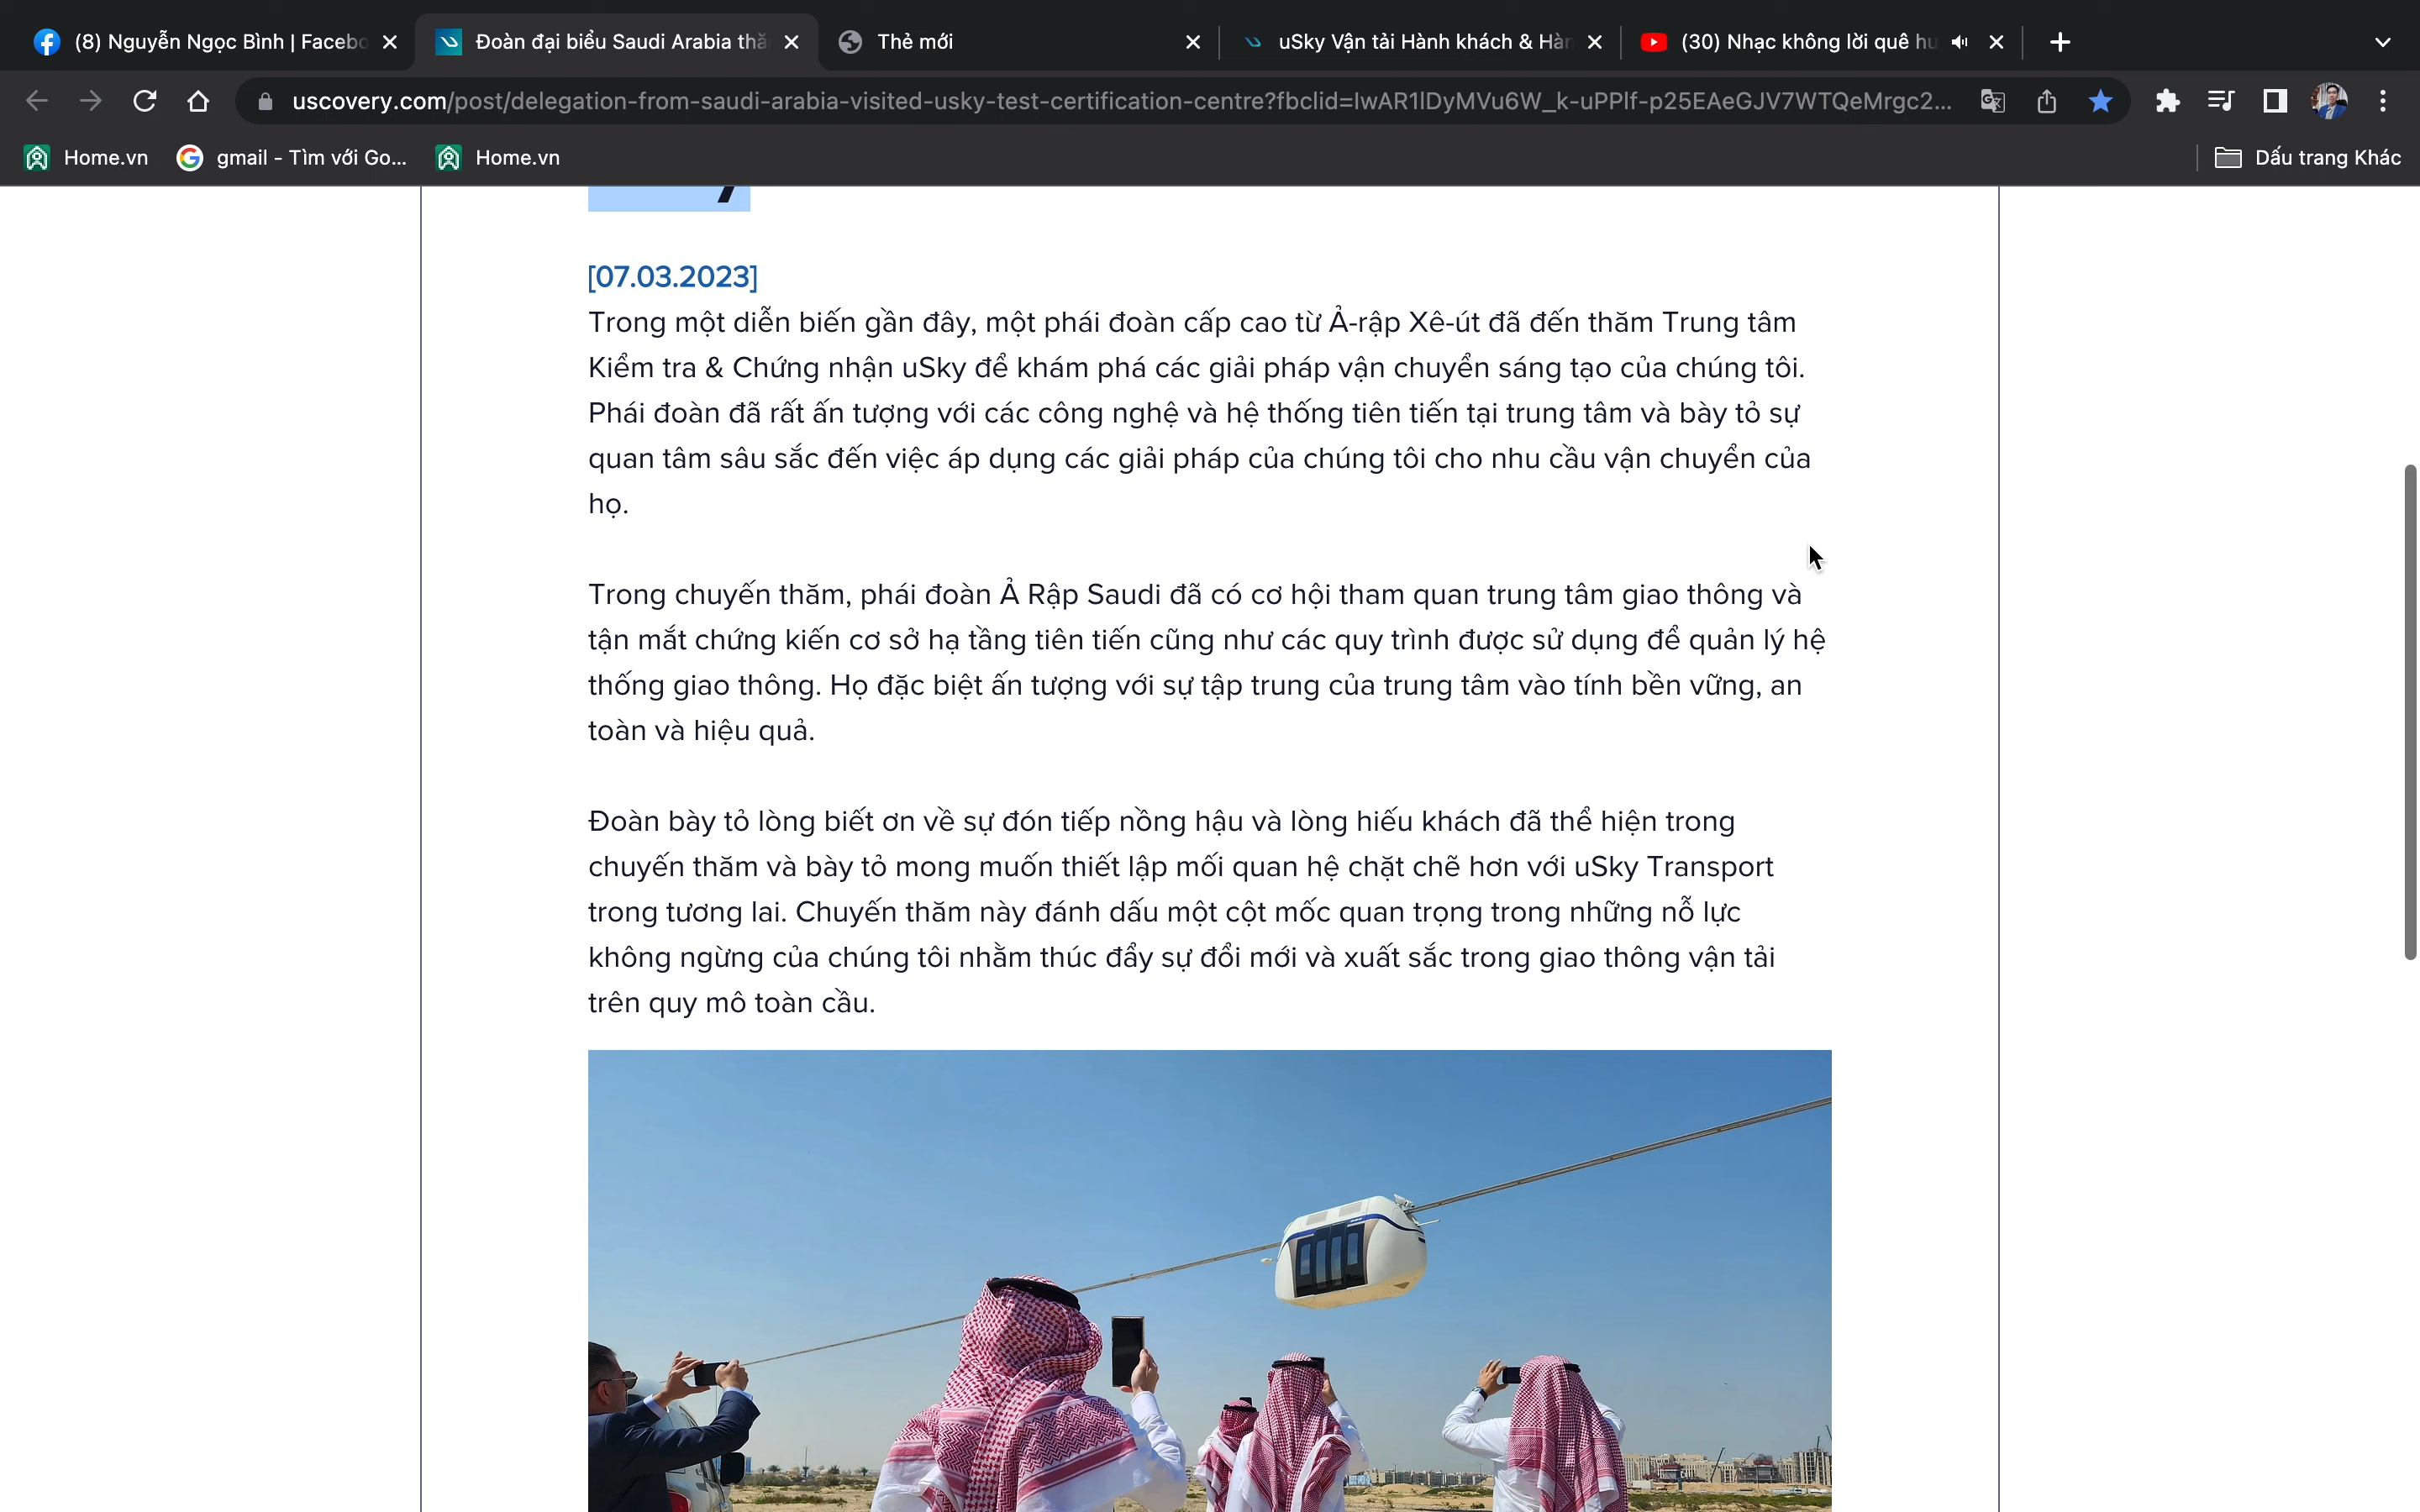 (8) Nguyễn Ngọc Bình | Facebo
Đoàn đại biểu Saudi Arabia thă
Thẻ mới
uSky Vận tải Hành khách & Hàn
(30) Nhạc không lời quê hư
uscovery.com/post/delegation-from-saudi-arabia-visited-usky-test-certification-centre?fbclid=IwAR1lDyMVu6W_k-uPPlf-p25EAeGJV7WTQeMrgc2...
Home.vn
gmail - Tìm với Go...
Home.vn
Dấu trang Khác
[07.03.2023]
Trong một diễn biến gần đây, một phái đoàn cấp cao từ Ả-rập Xê-út đã đến thăm Trung tâm
Kiểm tra & Chứng nhận uSky để khám phá các giải pháp vận chuyển sáng tạo của chúng tôi.
Phái đoàn đã rất ấn tượng với các công nghệ và hệ thống tiên tiến tại trung tâm và bày tỏ sự
quan tâm sâu sắc đến việc áp dụng các giải pháp của chúng tôi cho nhu cầu vận chuyển của
họ.
Trong chuyến thăm, phái đoàn Ả Rập Saudi đã có cơ hội tham quan trung tâm giao thông và
tận mắt chứng kiến cơ sở hạ tầng tiên tiến cũng như các quy trình được sử dụng để quản lý hệ
thống giao thông. Họ đặc biệt ấn tượng với sự tập trung của trung tâm vào tính bền vững, an
toàn và hiệu quả.
Đoàn bày tỏ lòng biết ơn về sự đón tiếp nồng hậu và lòng hiếu khách đã thể hiện trong
chuyến thăm và bày tỏ mong muốn thiết lập mối quan hệ chặt chẽ hơn với uSky Transport
trong tương lai. Chuyến thăm này đánh dấu một cột mốc quan trọng trong những nỗ lực
không ngừng của chúng tôi nhằm thúc đẩy sự đổi mới và xuất sắc trong giao thông vận tải
trên quy mô toàn cầu.